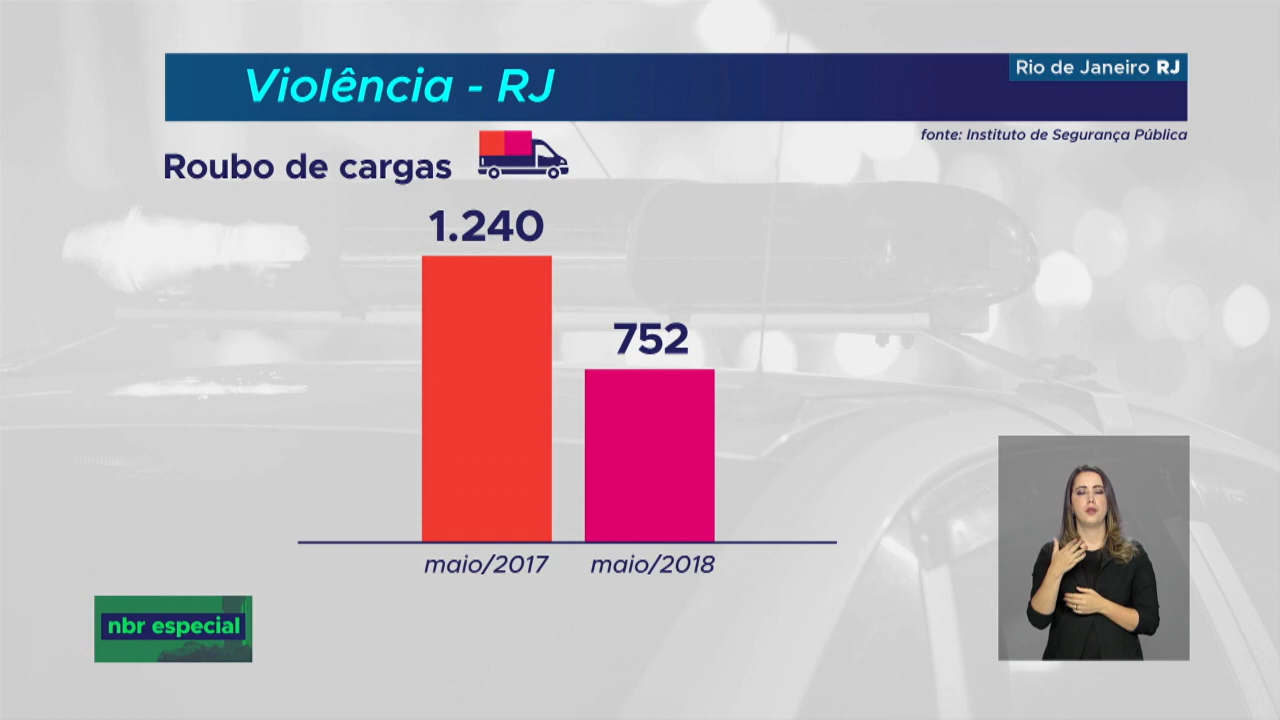 Violência - RJ
Rio de Janeiro RJ
fonte: Instituto de Segurança Pública
Roubo de cargas
1.240
752
maio/2017
maio/2018
nbr especial